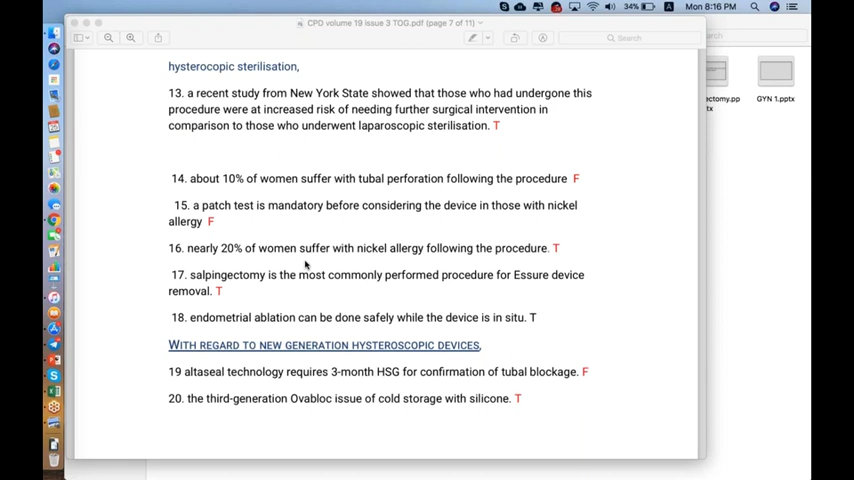 34%
Mon 8:16 PM
CPD volume 19 issue 3 TOG.pdf (page 7 of 11)
Search
hysterocopic sterilisation,
13. a recent study from New York State showed that those who had undergone this
procedure were at increased risk of needing further surgical intervention in
comparison to those who underwent laparoscopic sterilisation. T
14. about 10% of women suffer with tubal perforation following the procedure F
15. a patch test is mandatory before considering the device in those with nickel
allergy F
16. nearly 20% of women suffer with nickel allergy following the procedure. T
17. salpingectomy is the most commonly performed procedure for Essure device
removal. T
18. endometrial ablation can be done safely while the device is in situ. T
WITH REGARD TO NEW GENERATION HYSTEROSCOPIC DEVICES,
19 altaseal technology requires 3-month HSG for confirmation of tubal blockage. F
20. the third-generation Ovabloc issue of cold storage with silicone. T
ectomy.pp
tx
GYN 1.pptx